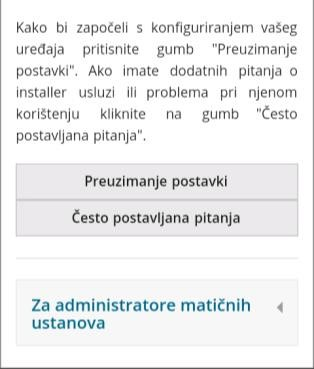 Kako bi započeli s konfiguriranjem vašeg
uređaja pritisnite gumb "Preuzimanje
postavki". Ako imate dodatnih pitanja o
installer usluzi ili problema pri njenom
korištenju kliknite na gumb "Često
postavljana pitanja".
Preuzimanje postavki
Često postavljana pitanja
Za administratore matičnih
ustanova